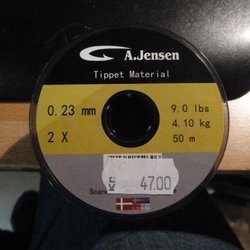 A.Jensen
Tippet Material
0.23 mm
9.0 lbs
4.10 kg
2 X
50 m
47.00